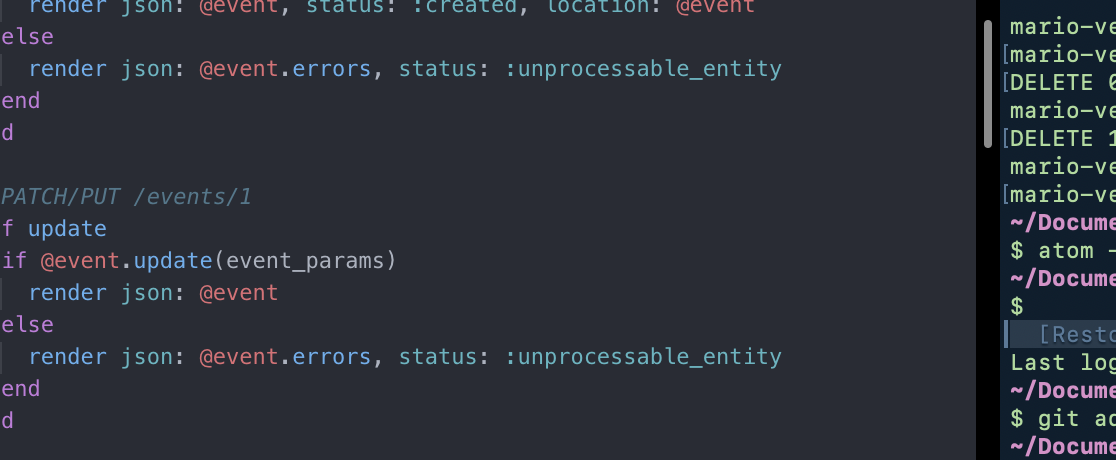 render json: @event, status: :created, location: @event
else
render json: @event.errors, status: :unprocessable_entity
end
d
PATCH/PUT /events/1
f update
if @event.update(event_params)
render json: @event
else
render json: @event.errors, status: :unprocessable_entity
end
d
mario-ve
[mario-ve
[DELETE 0
mario-ve
[DELETE 1
mario-ve
[mario-ve
~/Docume
$ atom -
~/Docume
$
[Resto
Last log
~/Docume
$ git ad
~/Docume